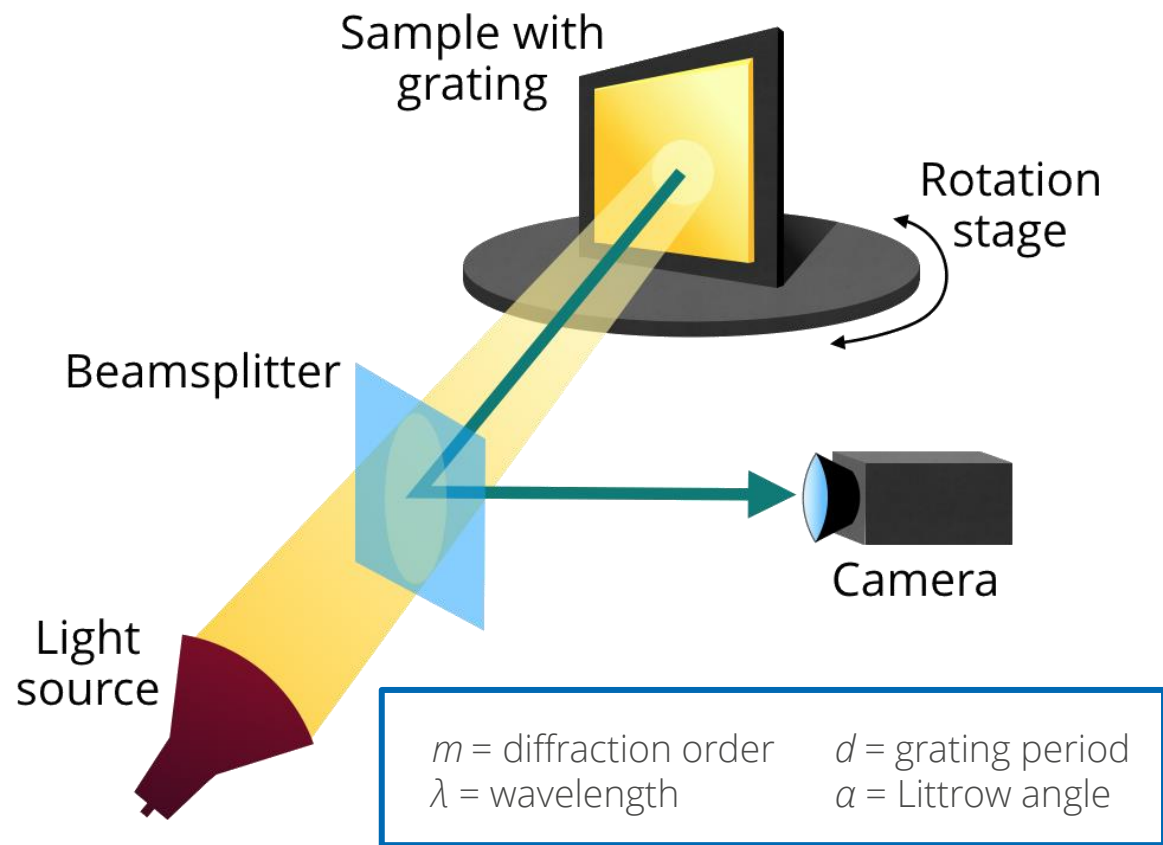 Sample with
grating
Rotation
stage
Beamsplitter
Camera
Light
source
m = diffraction order
d = grating period
λ = wavelength
α = Littrow angle